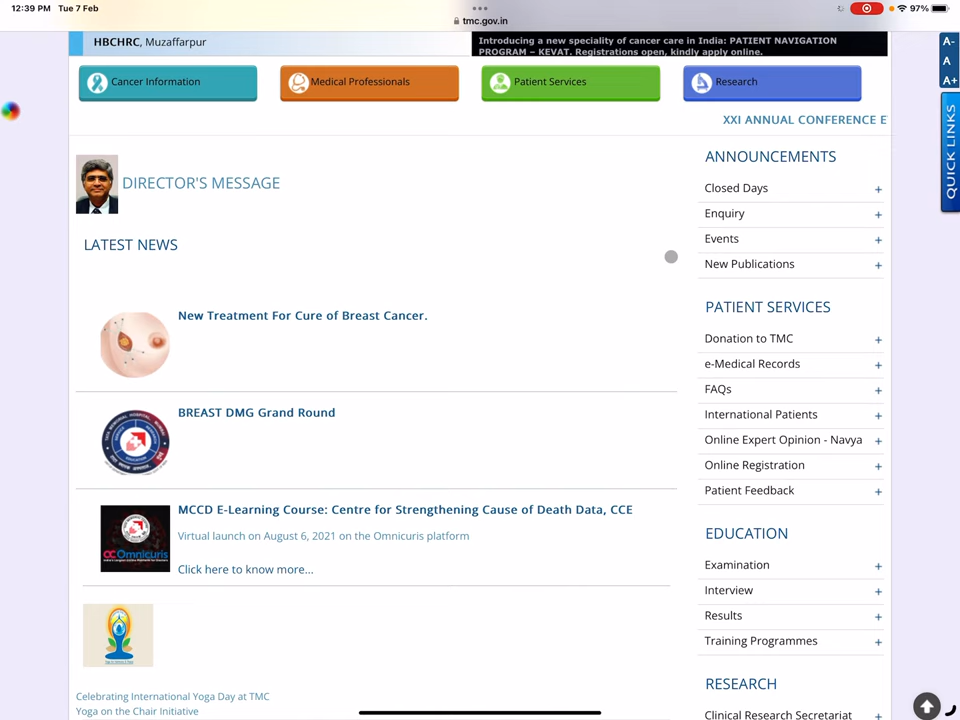 12:39 PM Tue 7 Feb
97%
tmc.gov.in
HBCHRC, Muzaffarpur
Introducing a new speciality of cancer care in India: PATIENT NAVIGATION
PROGRAM – KEVAT. Registrations open, kindly apply online.
A-
A
A+
Cancer Information
Medical Professionals
Patient Services
Research
QUICK LINKS
XXI ANNUAL CONFERENCE E
DIRECTOR'S MESSAGE
LATEST NEWS
New Treatment For Cure of Breast Cancer.
BREAST DMG Grand Round
MCCD E-Learning Course: Centre for Strengthening Cause of Death Data, CCE
Omnicuris
Virtual launch on August 6, 2021 on the Omnicuris platform
Click here to know more...
Celebrating International Yoga Day at TMC
Yoga on the Chair Initiative
ANNOUNCEMENTS
Closed Days +
Enquiry +
Events +
New Publications +
PATIENT SERVICES
Donation to TMC +
e-Medical Records +
FAQs +
International Patients +
Online Expert Opinion - Navya +
Online Registration +
Patient Feedback +
EDUCATION
Examination +
Interview +
Results +
Training Programmes +
RESEARCH
Clinical Research Secretariat +